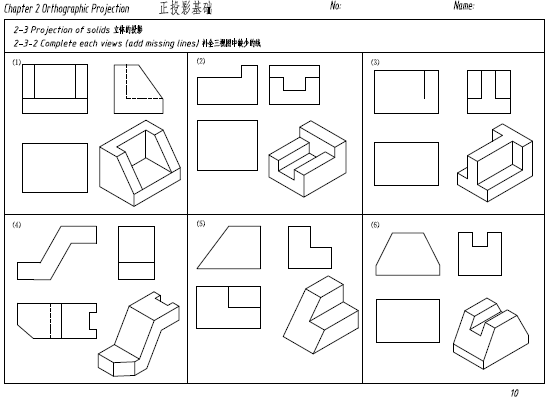 Chapter 2 Orthographic Projection 正投影基础 No: Name:
2-3 Projection of solids 立体的投影
2-3-2 Complete each views (add missing lines) 补全三视图中缺少的线
(1) (2) (3)
(4) (5) (6)
10